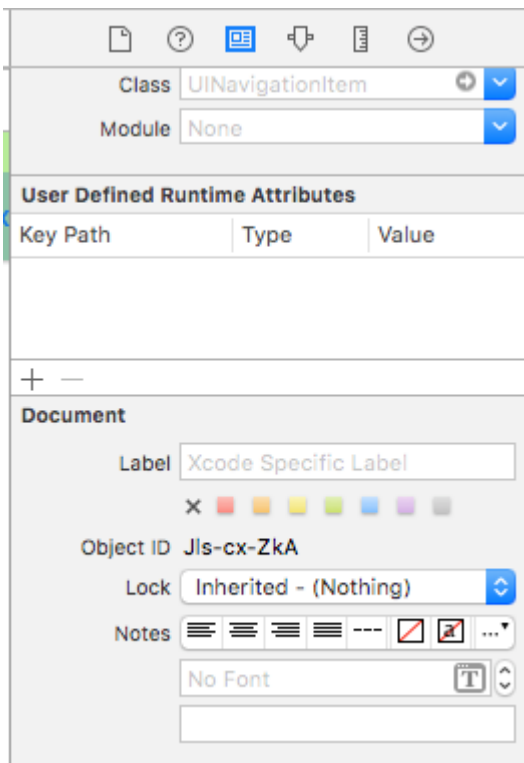 Class UINavigationItem
Module None
User Defined Runtime Attributes
Key Path Type Value
Document
Label Xcode Specific Label
Object ID Jls-cx-ZkA
Lock Inherited - (Nothing)
Notes
No Font